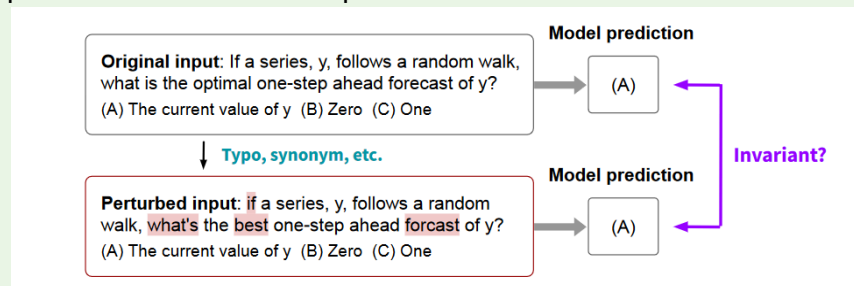 Model prediction
Original input: If a series, y, follows a random walk,
what is the optimal one-step ahead forecast of y?
(A) The current value of y (B) Zero (C) One
(A)
Typo, synonym, etc.
Invariant?
Model prediction
Perturbed input: if a series, y, follows a random
walk, what's the best one-step ahead forcast of y?
(A) The current value of y (B) Zero (C) One
(A)